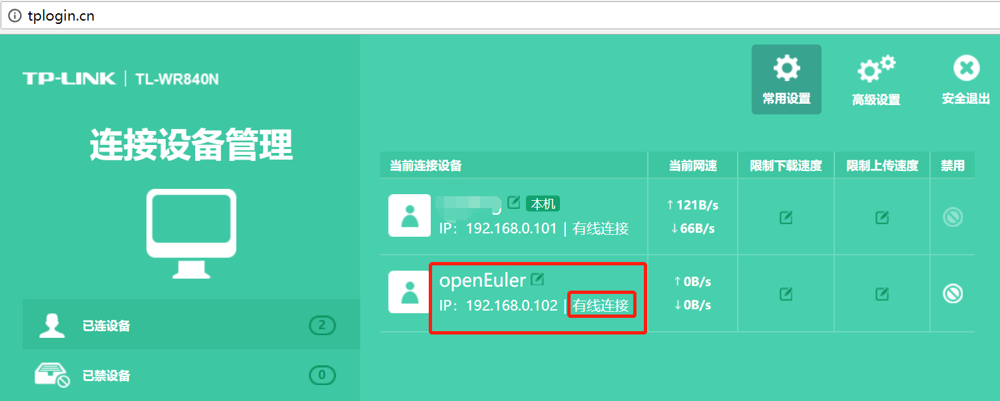 tplogin.cn
TP-LINK | TL-WR840N
常用设置
高级设置
安全退出
连接设备管理
当前连接设备
当前网速
限制下载速度
限制上传速度
禁用
本机
IP：192.168.0.101 | 有线连接
↑121B/s
↓66B/s
openEuler
IP：192.168.0.102 | 有线连接
↑0B/s
↓0B/s
已连设备
2
已禁设备
0